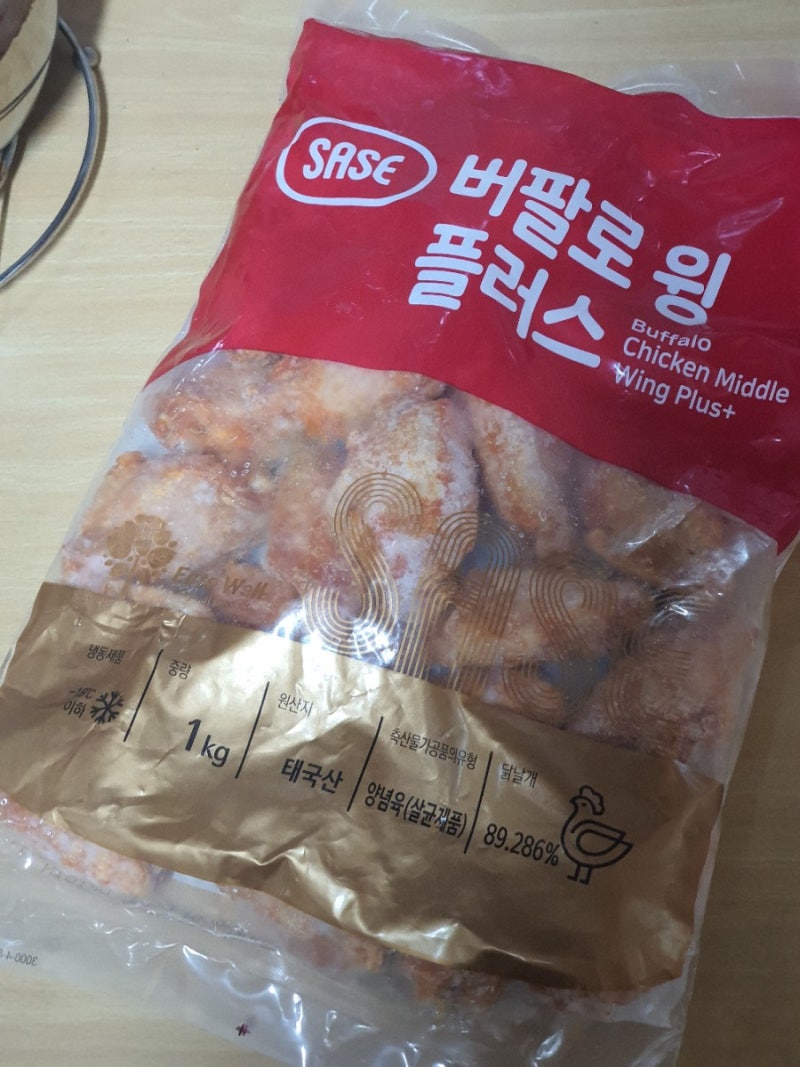 SASE
버팔로 윙
플러스
Buffalo
Chicken Middle
Wing Plus+
냉동제품
-18℃
이하
중량
1kg
원산지
태국산
축산물가공품의유형
양념육(살균제품)
닭날개
89.286%